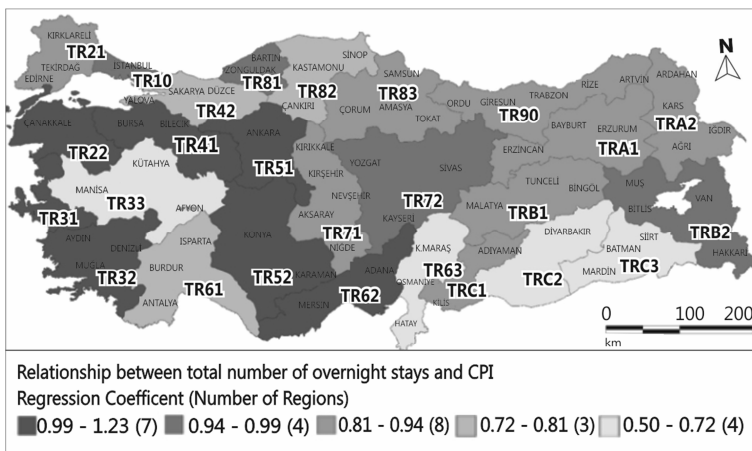 KIRKLARELİ
TR21
TEKİRDAĞ
EDİRNE
İSTANBUL
TR10
YALOVA
SAKARYA DÜZCE
TR42
BARTIN
ZONGULDAK
TR81
KASTAMONU
SİNOP
TR82
ÇANKIRI
SAMSUN
TR83
ÇORUM
AMASYA
TOKAT
ORDU
GİRESUN
TRABZON
RİZE
TR90
ARTVIN
ARDAHAN
KARS
TRA2
IĞDIR
AĞRI
BAYBURT
ERZURUM
TRA1
ERZİNCAN
ÇANAKKALE
BURSA
BİLECİK
TR22
TR41
ANKARA
TR51
KIRIKKALE
KIRŞEHİR
NEVŞEHİR
AKSARAY
TR71
NİĞDE
YOZGAT
SİVAS
TR72
KAYSERİ
TUNCELİ
BİNGÖL
MALATYA
TRB1
MUŞ
BİTLİS
VAN
TRB2
HAKKARİ
KÜTAHYA
MANİSA
TR33
AFYON
TR31
AYDIN
DENİZLİ
MUĞLA
TR32
ISPARTA
BURDUR
TR61
ANTALYA
KONYA
TR52
KARAMAN
MERSİN
ADANA
TR62
K.MARAŞ
TR63
OSMANİYE
HATAY
ADIYAMAN
TRC1
KİLİS
DİYARBAKIR
TRC2
SİİRT
BATMAN
MARDİN
TRC3
N
0 100 200
km
Relationship between total number of overnight stays and CPI
Regression Coefficent (Number of Regions)
0.99 - 1.23 (7) 0.94 - 0.99 (4) 0.81 - 0.94 (8) 0.72 - 0.81 (3) 0.50 - 0.72 (4)